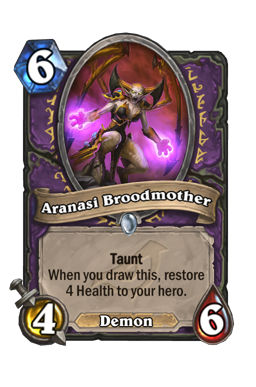 6
Aranasi Broodmother
Taunt
When you draw this, restore
4 Health to your hero.
4
Demon
6